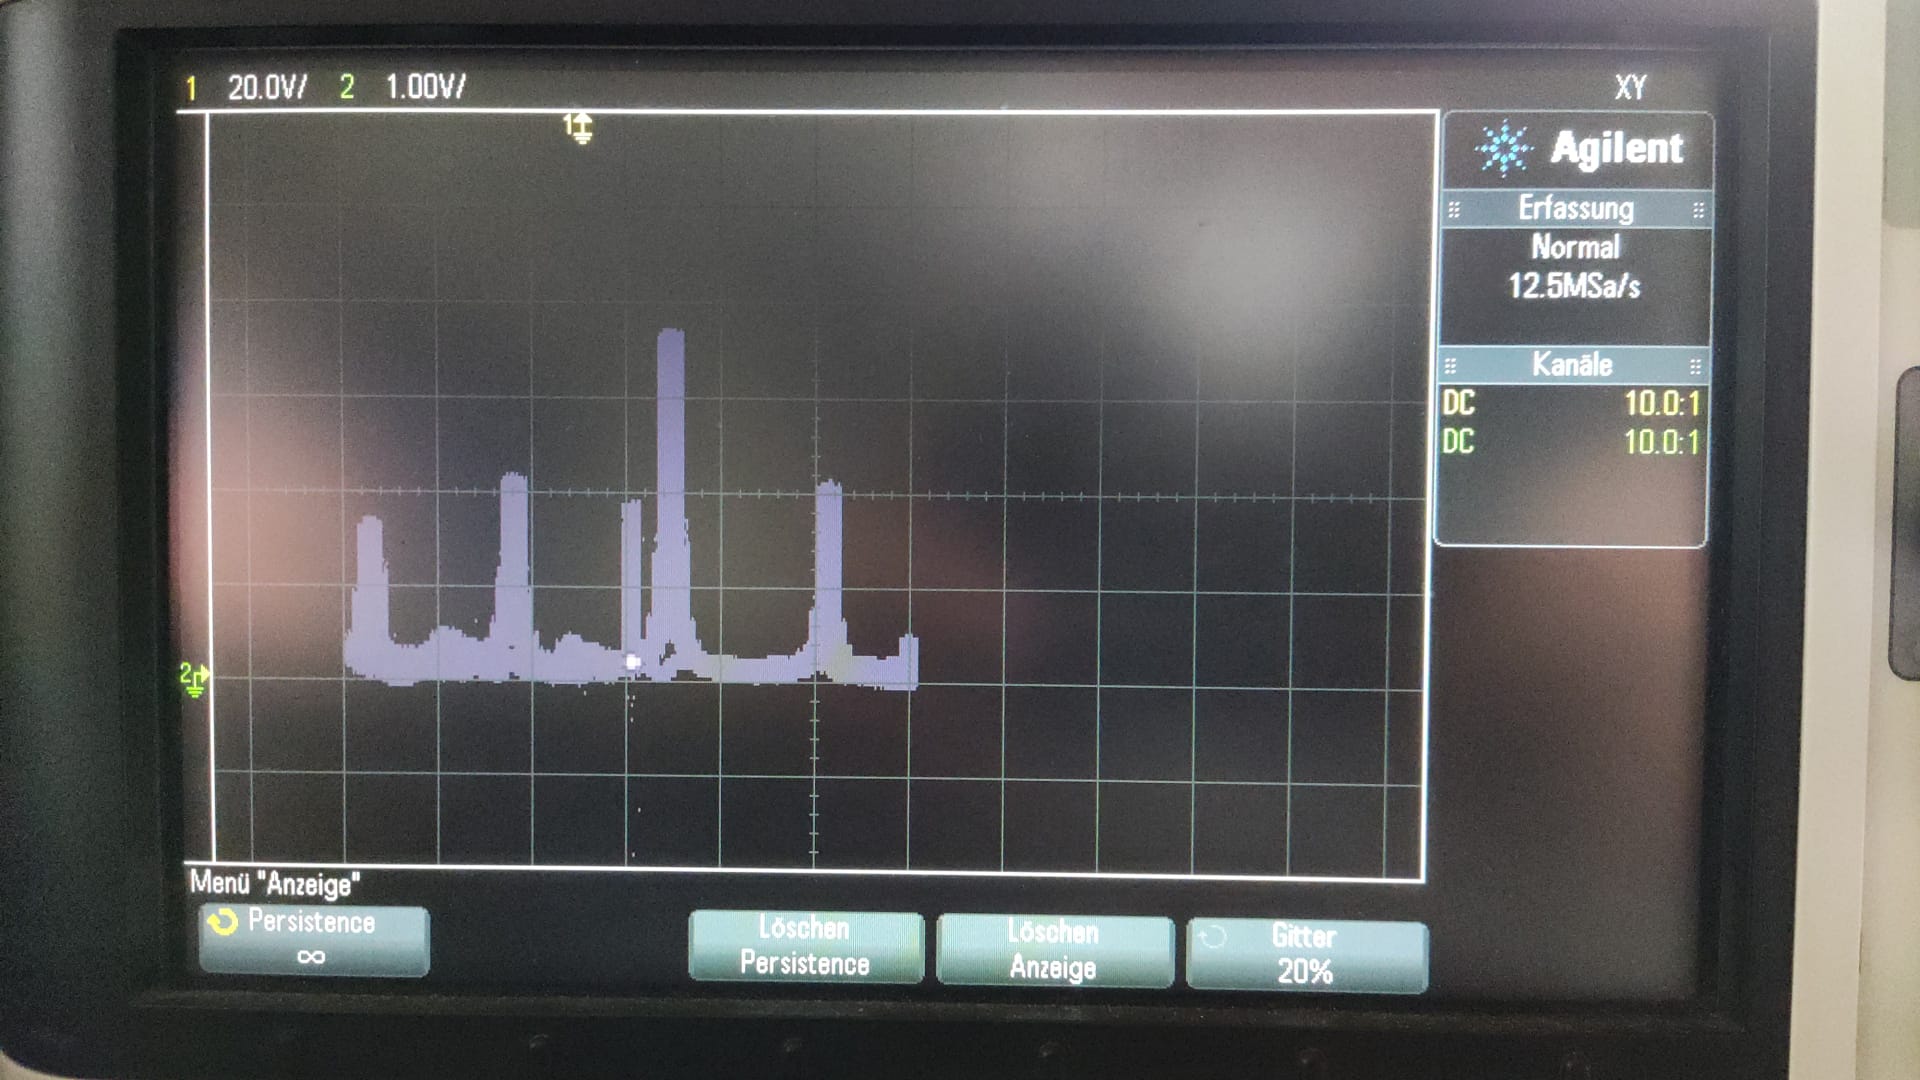 1 20.0V/ 2 1.00V/ XY
1
Agilent
Erfassung
Normal
12.5MSa/s
Kanäle
DC 10.0:1
DC 10.0:1
2
Menü "Anzeige"
Persistence
∞
Löschen
Persistence
Löschen
Anzeige
Gitter
20%